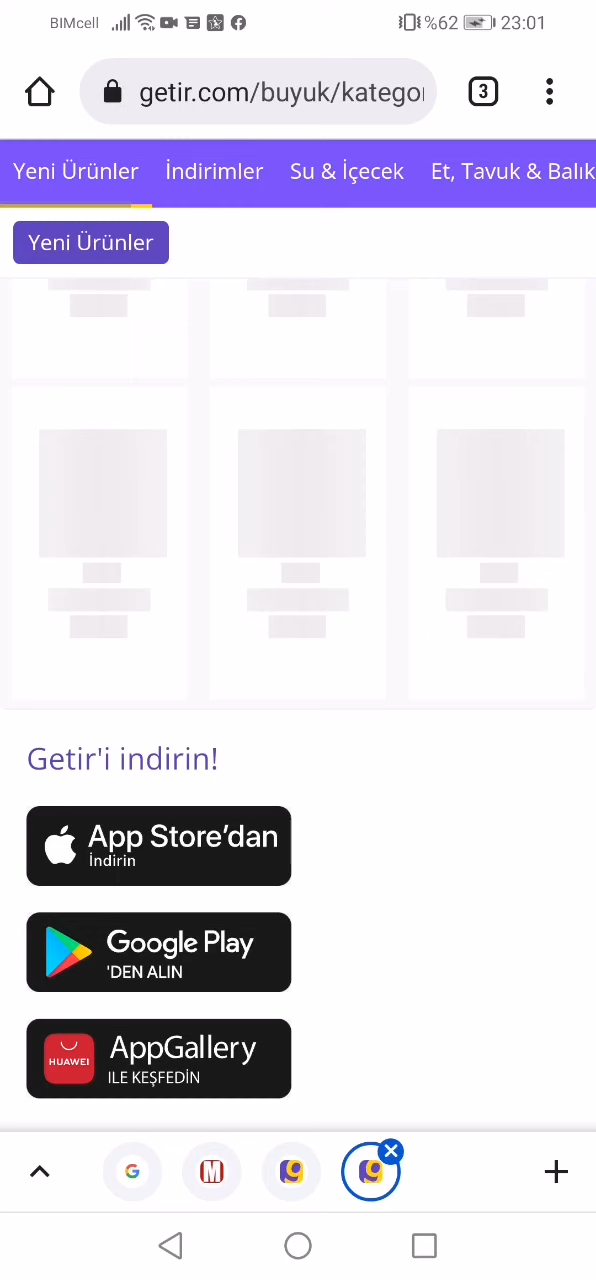 BIMcell %62 23:01
getir.com/buyuk/kategor
3
Yeni Ürünler İndirimler Su & İçecek Et, Tavuk & Balık
Yeni Ürünler
Getir'i indirin!
App Store’dan
İndirin
Google Play
'DEN ALIN
HUAWEI
AppGallery
ILE KEŞFEDİN
G M g g